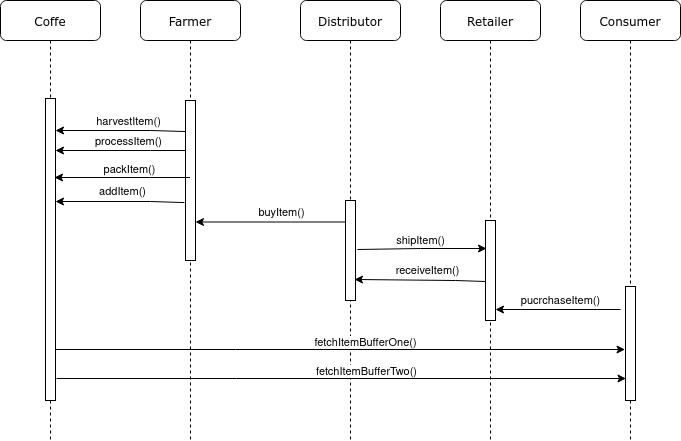 Coffe
Farmer
Distributor
Retailer
Consumer
harvestItem()
processItem()
packItem()
addItem()
buyItem()
shipItem()
receiveItem()
pucrchaseItem()
fetchItemBufferOne()
fetchItemBufferTwo()